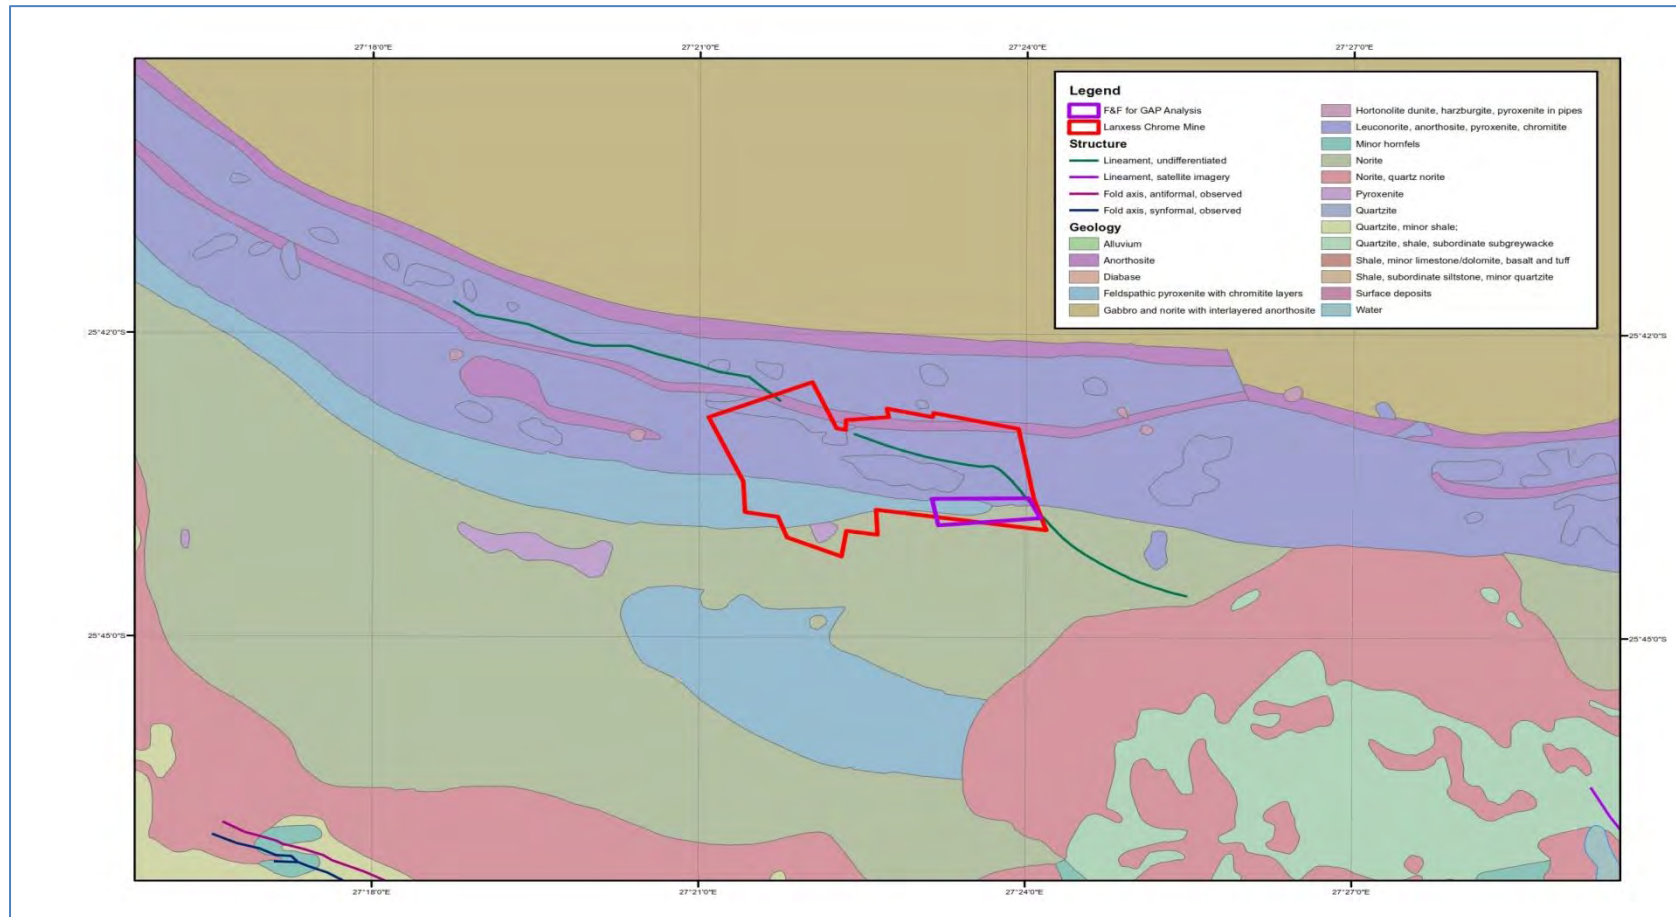 27°18'0"E
27°21'0"E
27°24'0"E
27°27'0"E
Legend
F&F for GAP Analysis
Lanxess Chrome Mine
Structure
Lineament, undifferentiated
Lineament, satellite imagery
Fold axis, antiformal, observed
Fold axis, synformal, observed
Geology
Alluvium
Anorthosite
Diabase
Feldspathic pyroxenite with chromitite layers
Gabbro and norite with interlayered anorthosite
Hortonolite dunite, harzburgite, pyroxenite in pipes
Leuconorite, anorthosite, pyroxenite, chromitite
Minor hornfels
Norite
Norite, quartz norite
Pyroxenite
Quartzite
Quartzite, minor shale;
Quartzite, shale, subordinate subgreywacke
Shale, minor limestone/dolomite, basalt and tuff
Shale, subordinate siltstone, minor quartzite
Surface deposits
Water
25°42'0"S
25°42'0"S
25°45'0"S
25°45'0"S
27°18'0"E
27°21'0"E
27°24'0"E
27°27'0"E